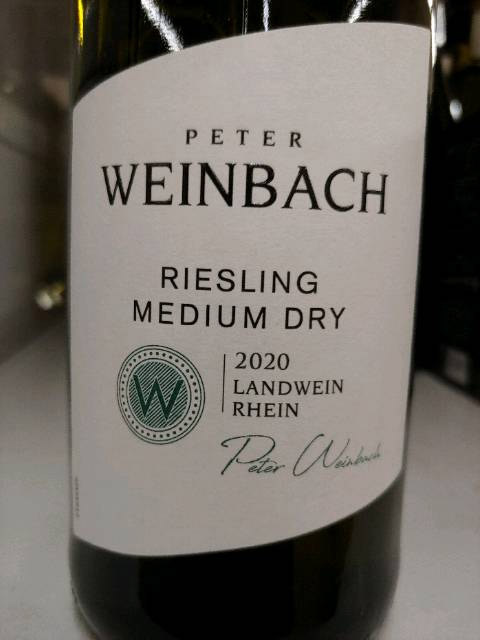 PETER
WEINBACH
RIESLING
MEDIUM DRY
W
2020
LANDWEIN
RHEIN
Peter Weinbach